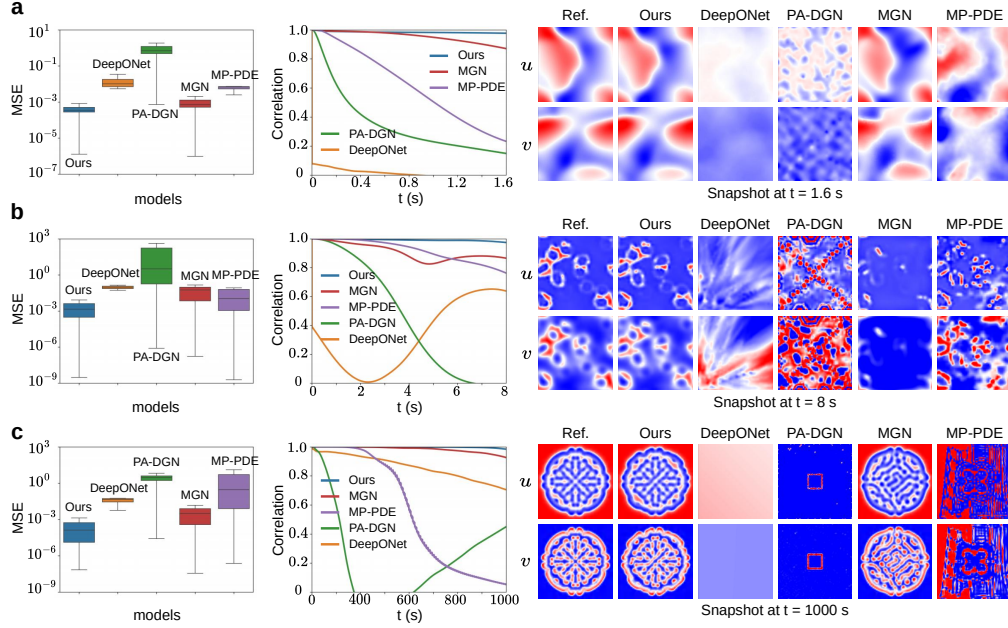 a
10^1
10^-1
10^-3
10^-5
10^-7
MSE
Ours
DeepONet
PA-DGN
MGN
MP-PDE
models
1.0
0.8
0.6
0.4
0.2
0
Correlation
Ours
MGN
MP-PDE
PA-DGN
DeepONet
0 0.4 0.8 1.2 1.6
t (s)
Ref. Ours DeepONet PA-DGN MGN MP-PDE
u
v
Snapshot at t = 1.6 s
b
10^3
10^0
10^-3
10^-6
10^-9
MSE
Ours
DeepONet
PA-DGN
MGN
MP-PDE
models
1.0
0.8
0.6
0.4
0.2
0
Correlation
Ours
MGN
MP-PDE
PA-DGN
DeepONet
0 2 4 6 8
t (s)
u
v
Snapshot at t = 8 s
c
10^3
10^0
10^-3
10^-6
10^-9
MSE
Ours
DeepONet
PA-DGN
MGN
MP-PDE
models
1.0
0.8
0.6
0.4
0.2
0
Correlation
Ours
MGN
MP-PDE
PA-DGN
DeepONet
0 200 400 600 800 1000
t (s)
Ref. Ours DeepONet PA-DGN MGN MP-PDE
u
v
Snapshot at t = 1000 s